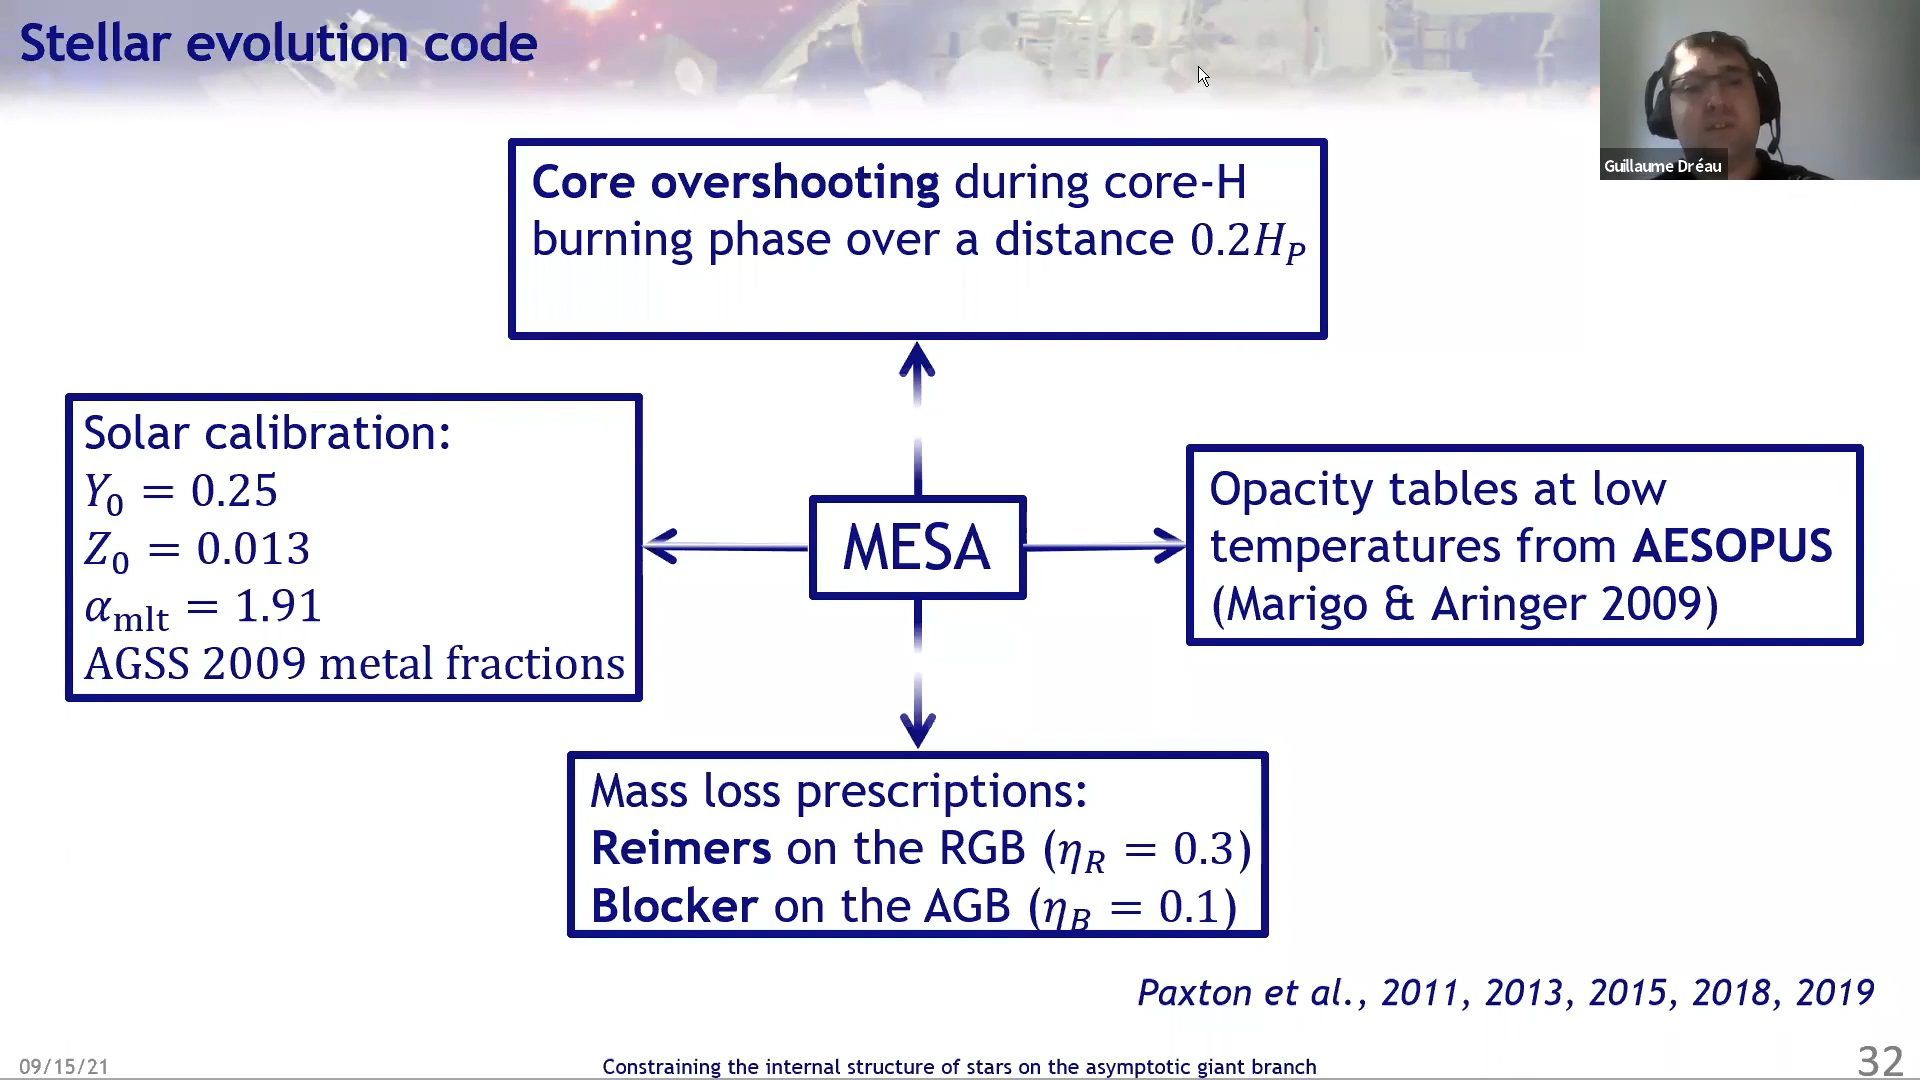 Stellar evolution code
Guillaume Dréau
Core overshooting during core-H
burning phase over a distance 0.2H_P
Solar calibration:
Y_0 = 0.25
Z_0 = 0.013
α_mlt = 1.91
AGSS 2009 metal fractions
MESA
Opacity tables at low
temperatures from AESOPUS
(Marigo & Aringer 2009)
Mass loss prescriptions:
Reimers on the RGB (η_R = 0.3)
Blocker on the AGB (η_B = 0.1)
Paxton et al., 2011, 2013, 2015, 2018, 2019
09/15/21
Constraining the internal structure of stars on the asymptotic giant branch
32